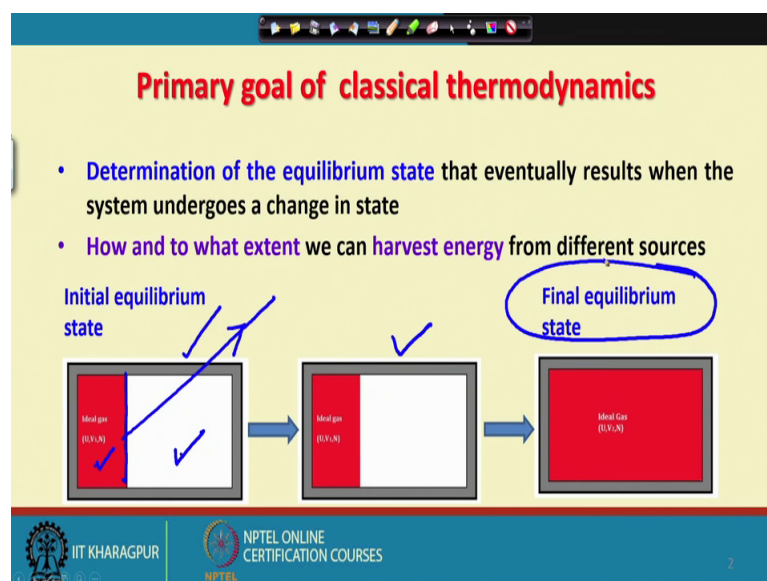 Primary goal of classical thermodynamics
• Determination of the equilibrium state that eventually results when the
system undergoes a change in state
• How and to what extent we can harvest energy from different sources
Initial equilibrium
state
Final equilibrium
state
Ideal gas
(U,V₁,N)
Ideal gas
(U,V₁,N)
Ideal Gas
(U,V₂,N)
IIT KHARAGPUR
NPTEL
NPTEL ONLINE
CERTIFICATION COURSES
2